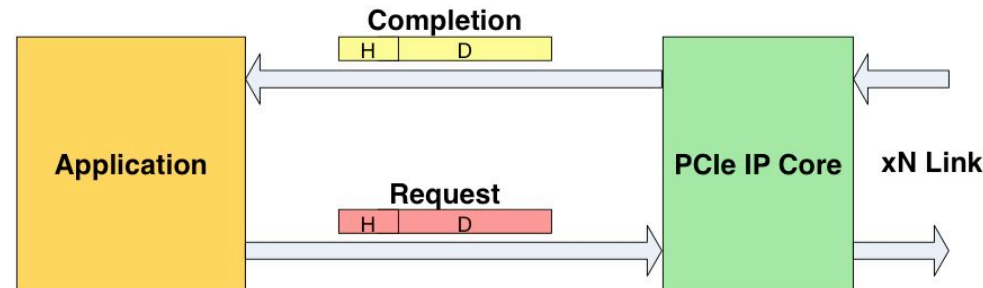 Completion
H D
Application
PCIe IP Core
xN Link
Request
H D